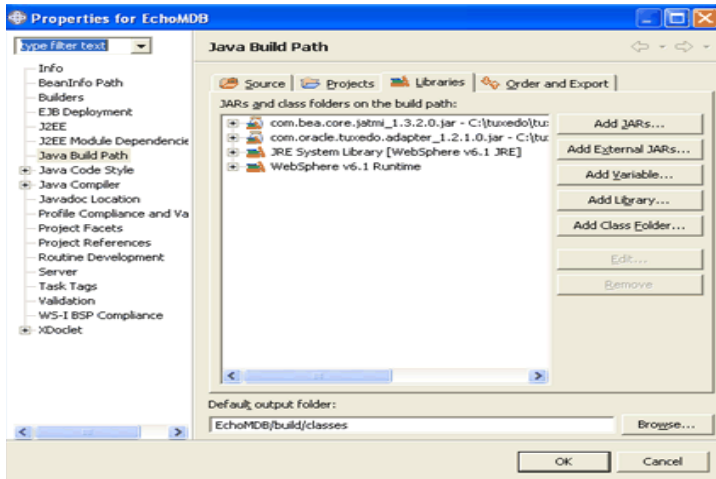 Properties for EchoMDB
type filter text
Info
BeanInfo Path
Builders
EJB Deployment
J2EE
J2EE Module Dependencie
Java Build Path
Java Code Style
Java Compiler
Javadoc Location
Profile Compliance and Va
Project Facets
Project References
Routine Development
Server
Task Tags
Validation
WS-I BSP Compliance
XDoclet
Java Build Path
Source
Projects
Libraries
Order and Export
JARs and class folders on the build path:
com.bea.core.jatmi_1.3.2.0.jar - C:\tuxedo\tu:
com.oracle.tuxedo.adapter_1.2.1.0.jar - C:\tux
JRE System Library [WebSphere v6.1 JRE]
WebSphere v6.1 Runtime
Add JARs...
Add External JARs...
Add Variable...
Add Library...
Add Class Folder...
Edit...
Remove
Default output folder:
EchoMDB/build/classes
Browse...
OK
Cancel